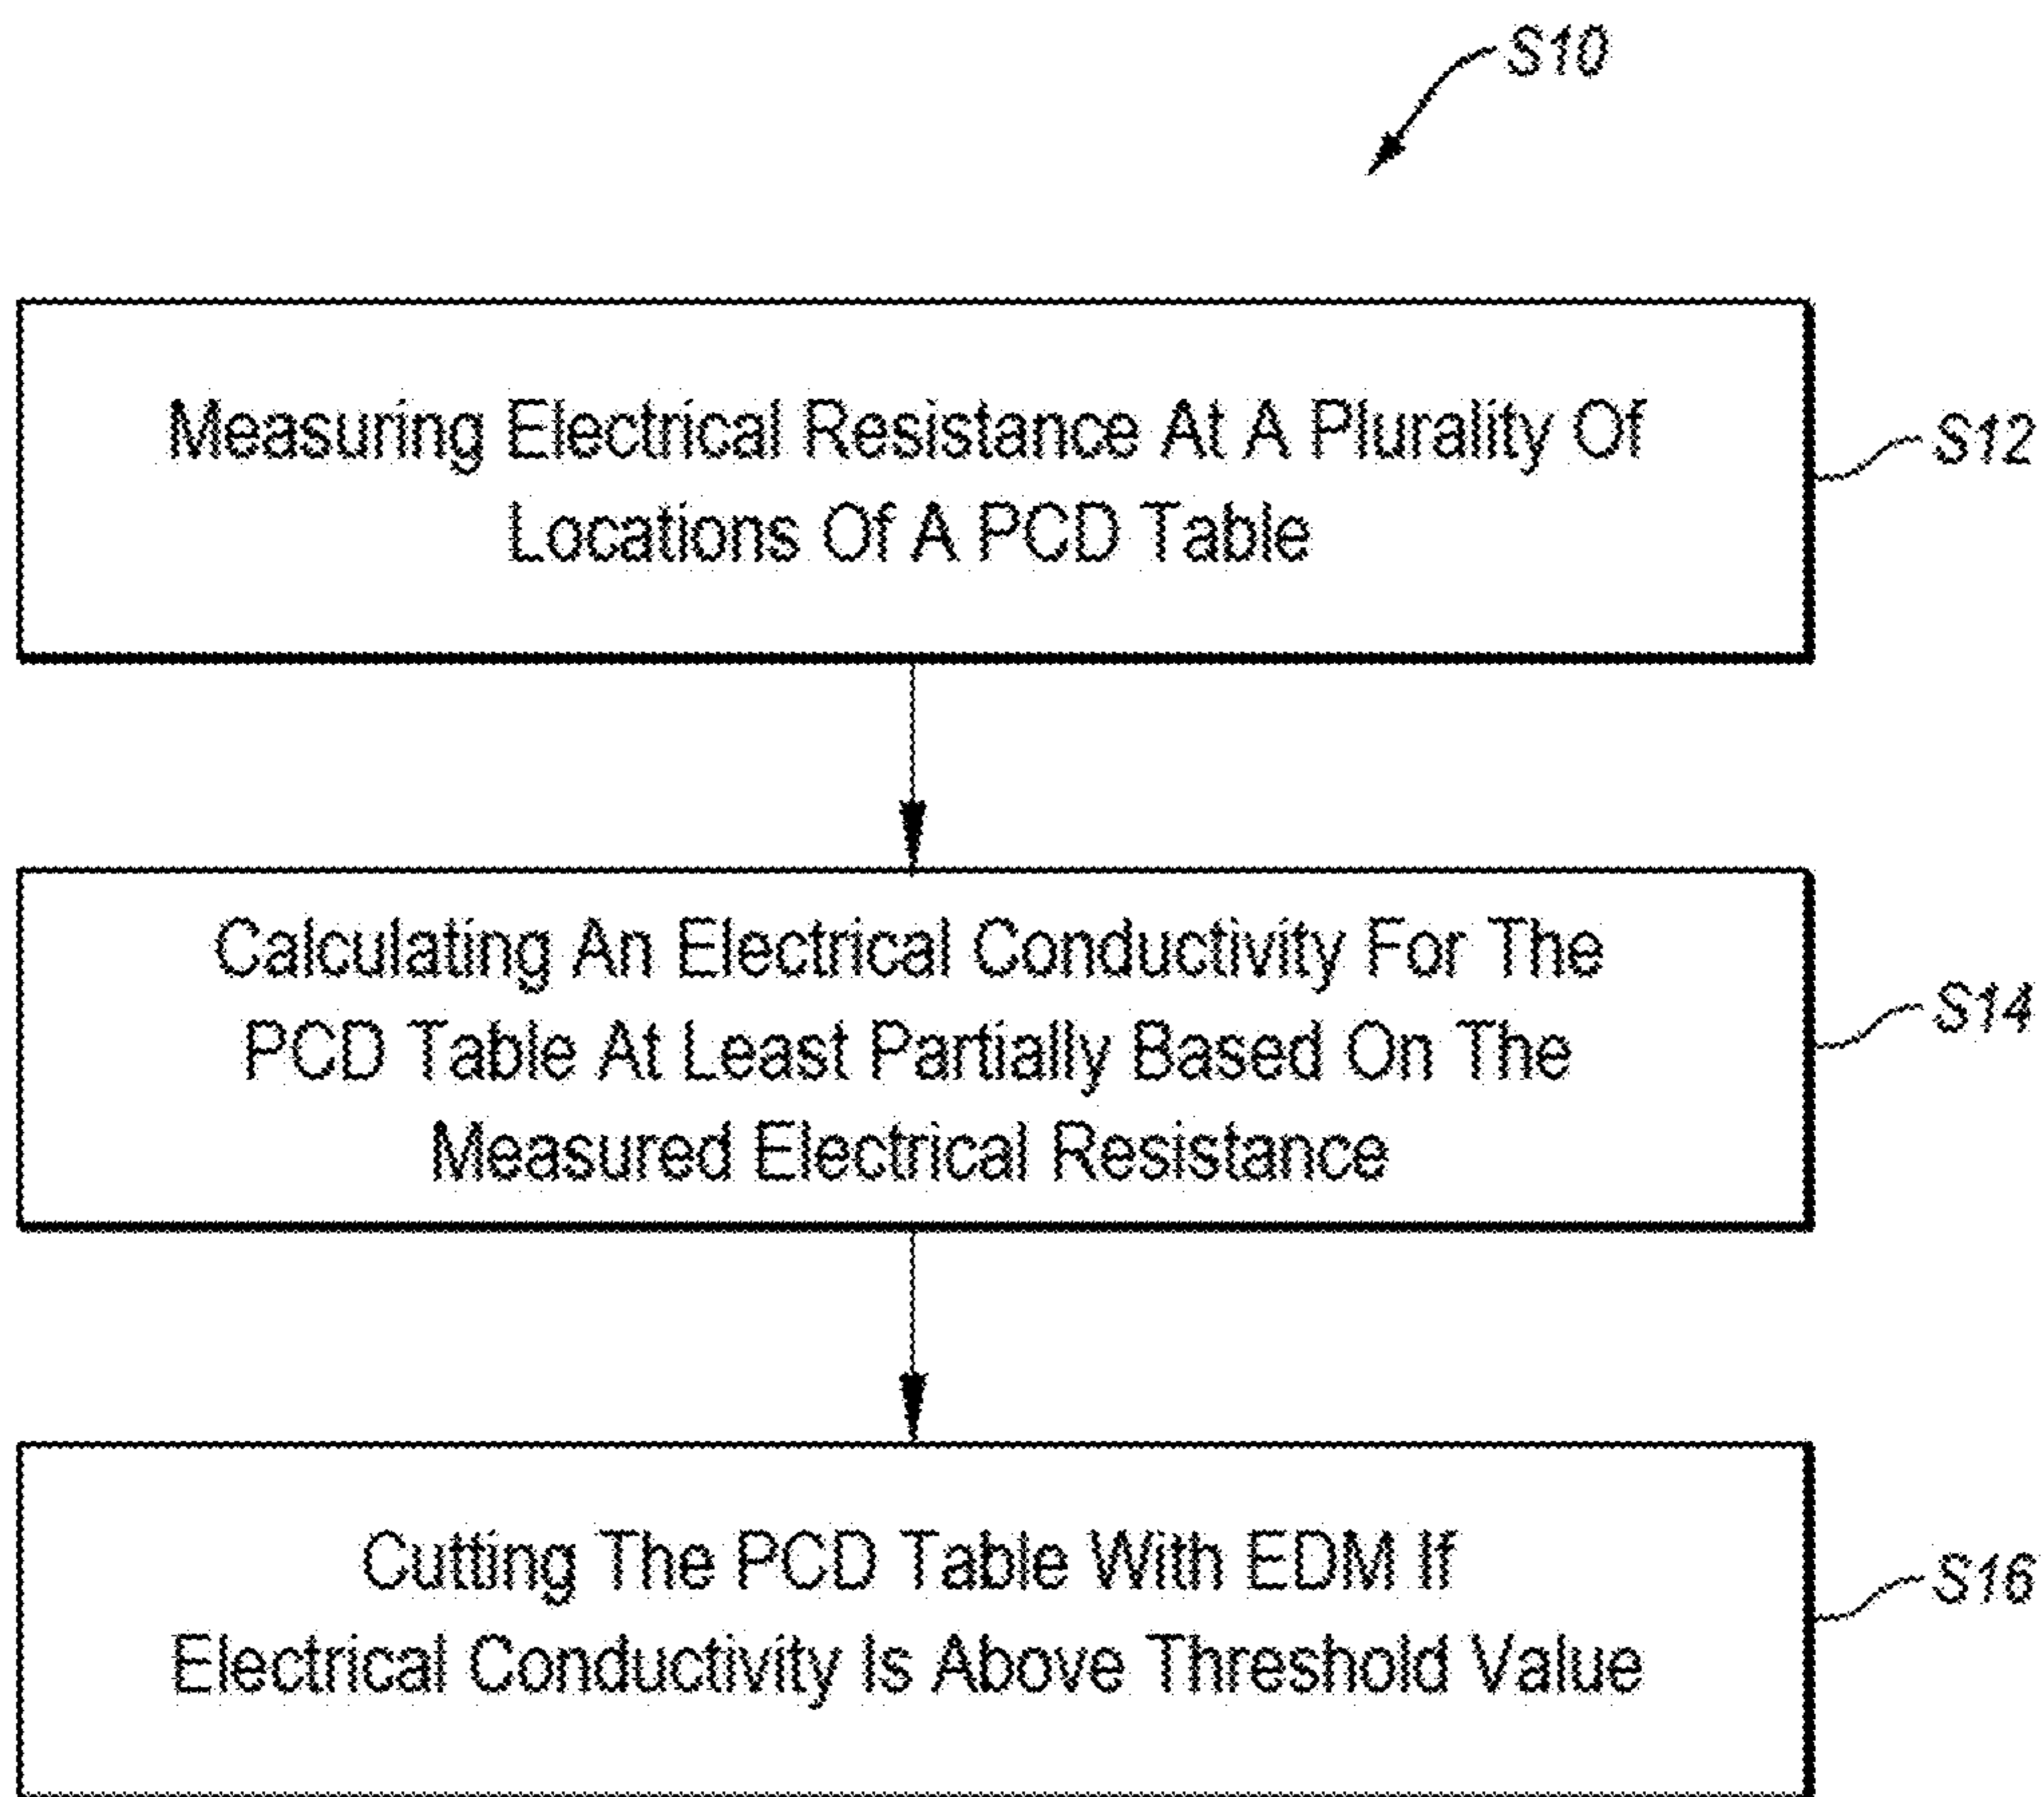 S10
Measuring Electrical Resistance At A Plurality Of
Locations Of A PCD Table
S12
Calculating An Electrical Conductivity For The
PCD Table At Least Partially Based On The
Measured Electrical Resistance
S14
Cutting The PCD Table With EDM If
Electrical Conductivity Is Above Threshold Value
S16